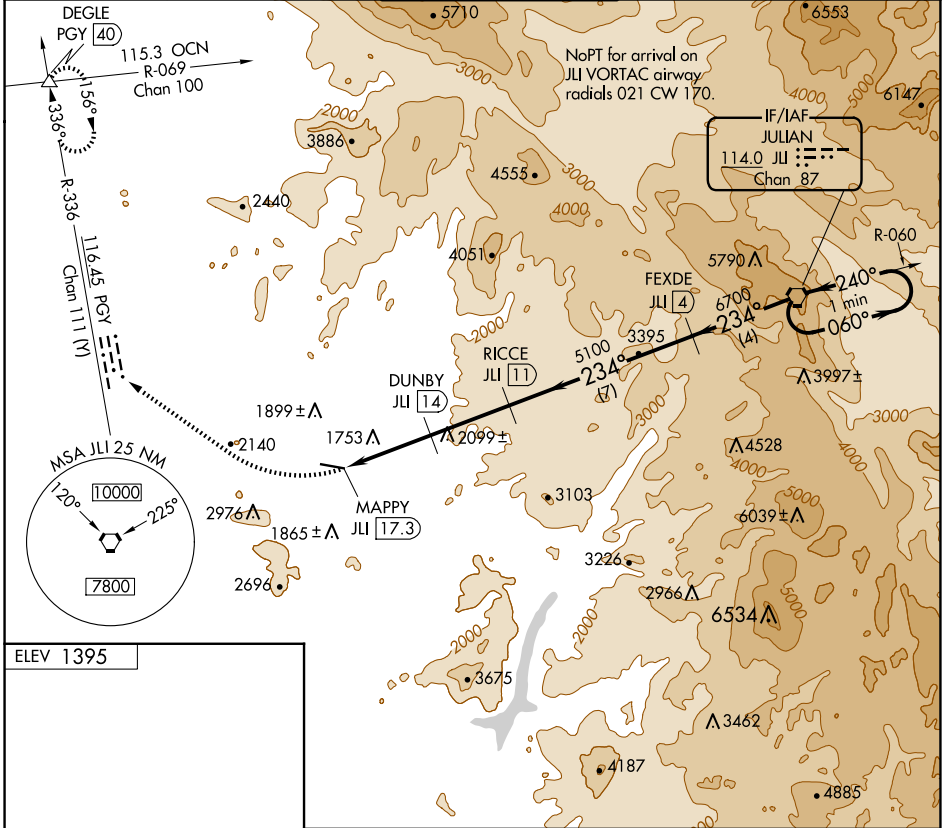 DEGLE
PGY 40
115.3 OCN
R-069
Chan 100
156°
336°
R-336
116.45 PGY
Chan 111 (Y)
5710
6553
NoPT for arrival on
JLI VORTAC airway
radials 021 CW 170.
3000
2000
3886
2440
4555
3000
4000
4051
4000
5000
6147
IF/IAF
JULIAN
114.0 JLI
Chan 87
R-060
5790
240°
1 min
060°
FEXDE
JLI 4
6700
234°
(4)
3395
5100
234°
(7)
2000
RICCE
JLI 11
DUNBY
JLI 14
3997±
3000
3000
1899±
2140
1753
2099±
4528
4000
MAPPY
JLI 17.3
MSA JLI 25 NM
120°
10000
225°
7800
2976
1865±
2696
3103
5000
6039±
3226
2966
2000
2000
6534
5000
ELEV 1395
3675
3462
4187
4885